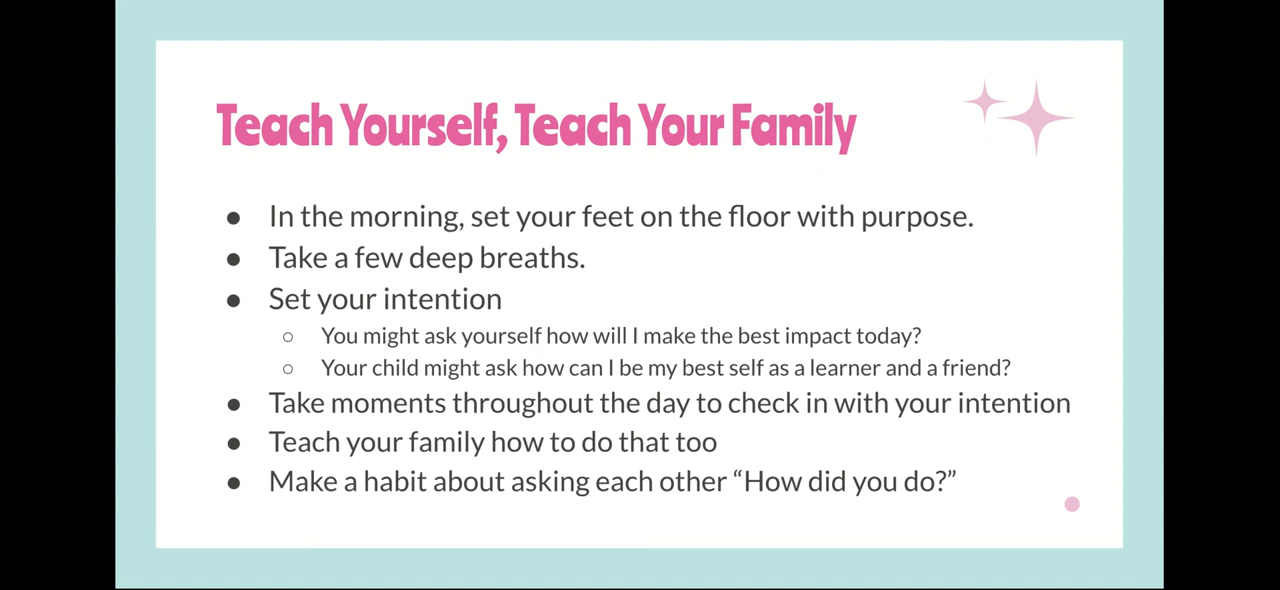 Teach Yourself, Teach Your Family
● In the morning, set your feet on the floor with purpose.
● Take a few deep breaths.
● Set your intention
○ You might ask yourself how will I make the best impact today?
○ Your child might ask how can I be my best self as a learner and a friend?
● Take moments throughout the day to check in with your intention
● Teach your family how to do that too
● Make a habit about asking each other “How did you do?”